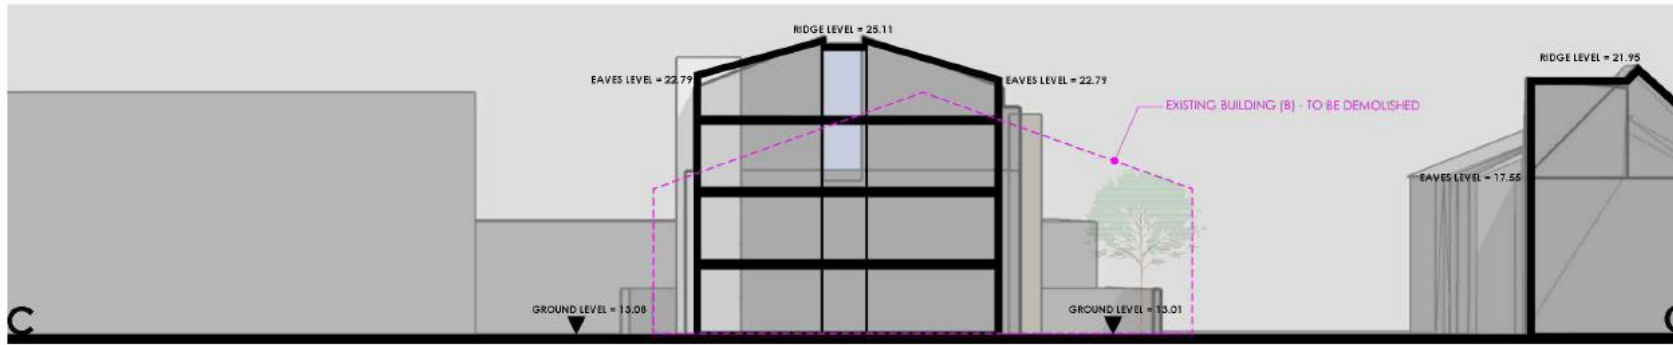 RIDGE LEVEL = 25.11
RIDGE LEVEL = 21.95
EAVES LEVEL = 22.79
EAVES LEVEL = 22.79
EXISTING BUILDING (B) - TO BE DEMOLISHED
EAVES LEVEL = 17.55
GROUND LEVEL = 13.08
GROUND LEVEL = 13.01
C